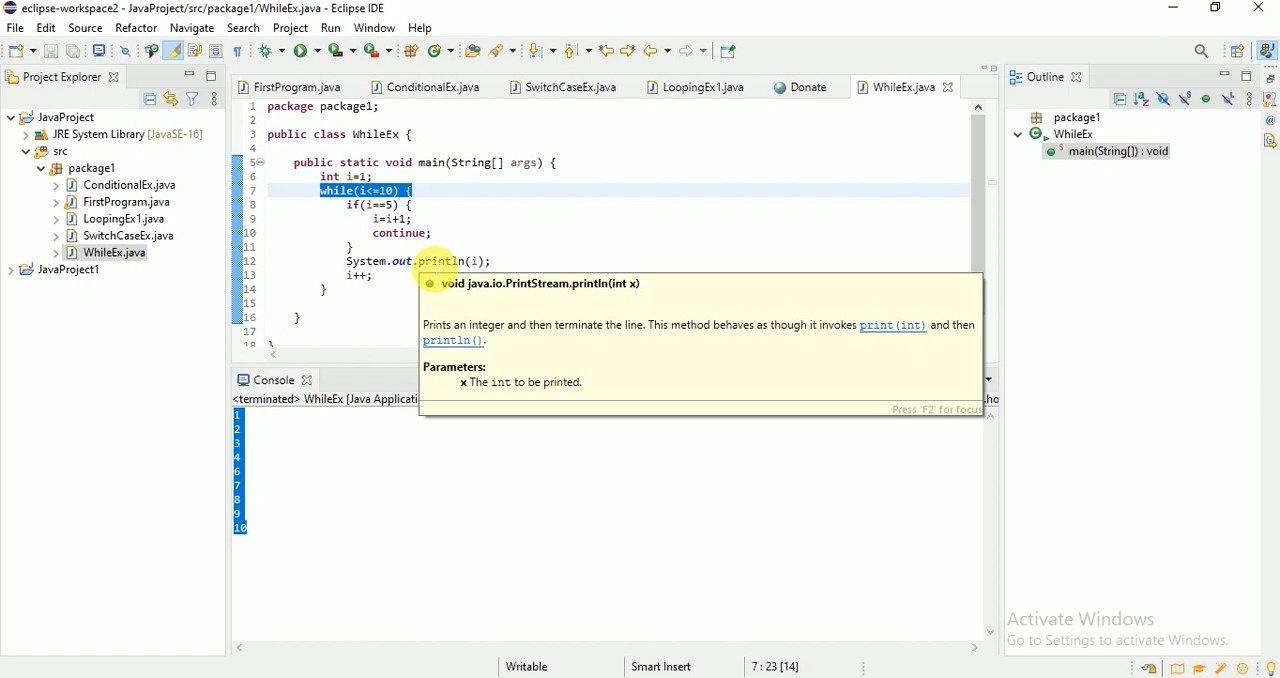 eclipse-workspace2 - JavaProject/src/package1/WhileEx.java - Eclipse IDE
File Edit Source Refactor Navigate Search Project Run Window Help
Project Explorer
FirstProgram.java ConditionalEx.java SwitchCaseEx.java LoopingEx1.java Donate WhileEx.java
Outline
JavaProject
JRE System Library [JavaSE-16]
src
package1
ConditionalEx.java
FirstProgram.java
LoopingEx1.java
SwitchCaseEx.java
WhileEx.java
JavaProject1
1 package package1;
2
3 public class WhileEx {
4
5 public static void main(String[] args) {
6 int i=1;
7 while(i<=10) {
8 if(i==5) {
9 i=i+1;
10 continue;
11 }
12 System.out.println(i);
13 i++;
14 }
15
16 }
17
18 }
void java.io.PrintStream.println(int x)
Prints an integer and then terminate the line. This method behaves as though it invokes print(int) and then
println().
Parameters:
x The int to be printed.
Press 'F2' for focus
package1
WhileEx
main(String[]) : void
Console
<terminated> WhileEx [Java Applicati
.ho
1
2
3
4
6
7
8
9
10
Activate Windows
Go to Settings to activate Windows.
Writable Smart Insert 7 : 23 [14]